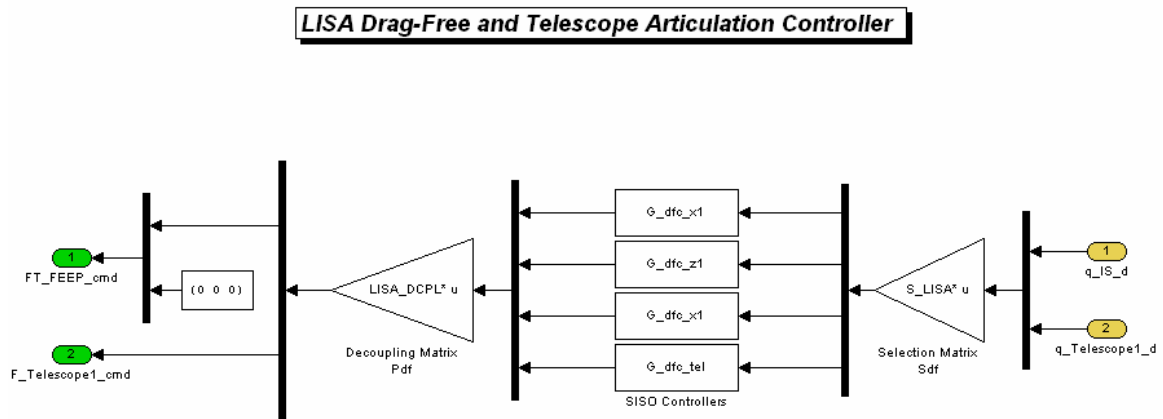 LISA Drag-Free and Telescope Articulation Controller
G_dfc_x1
1
FT_FEEP_cmd
(0 0 0)
LISA_DCPL* u
G_dfc_z1
S_LISA* u
1
q_IS_d
G_dfc_x1
2
F_Telescope1_cmd
Decoupling Matrix
Pdf
G_dfc_tel
SISO Controllers
Selection Matrix
Sdf
2
q_Telescope1_d